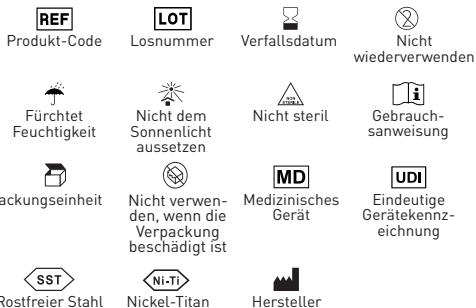 REF
Produkt-Code
LOT
Losnummer
Verfallsdatum
2
Nicht
wiederverwenden
Fürchtet
Feuchtigkeit
Nicht dem
Sonnenlicht
aussetzen
NON
STERILE
Nicht steril
i
Gebrauch-
sanweisung
ackungseinheit
Nicht verwen-
den, wenn die
Verpackung
beschädigt ist
MD
Medizinisches
Gerät
UDI
Eindeutige
Gerätekennz-
eichnung
SST
Rostfreier Stahl
Ni-Ti
Nickel-Titan
Hersteller